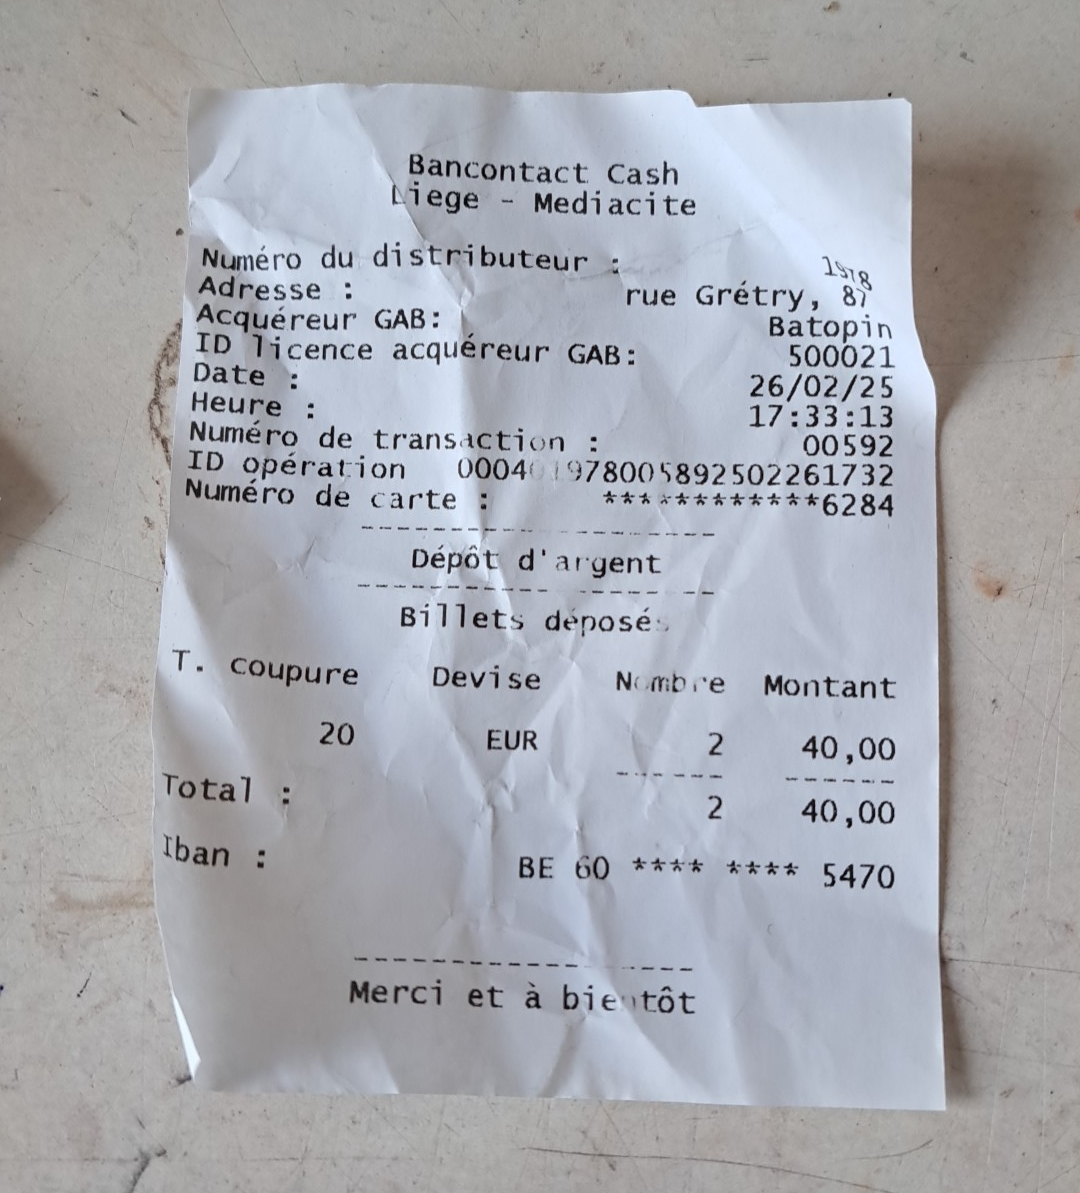 Bancontact Cash
Liege - Mediacite
Numéro du distributeur : 1978
Adresse : rue Grétry, 87
Acquéreur GAB: Batopin
ID licence acquéreur GAB: 500021
Date : 26/02/25
Heure : 17:33:13
Numéro de transaction : 00592
ID opération
Numéro de carte : ************6284
Dépôt d'argent
Billets déposés
T. coupure Devise Nombre Montant
20 EUR 2 40,00
Total : 2 40,00
Iban : BE 60 **** **** 5470
Merci et à bientôt